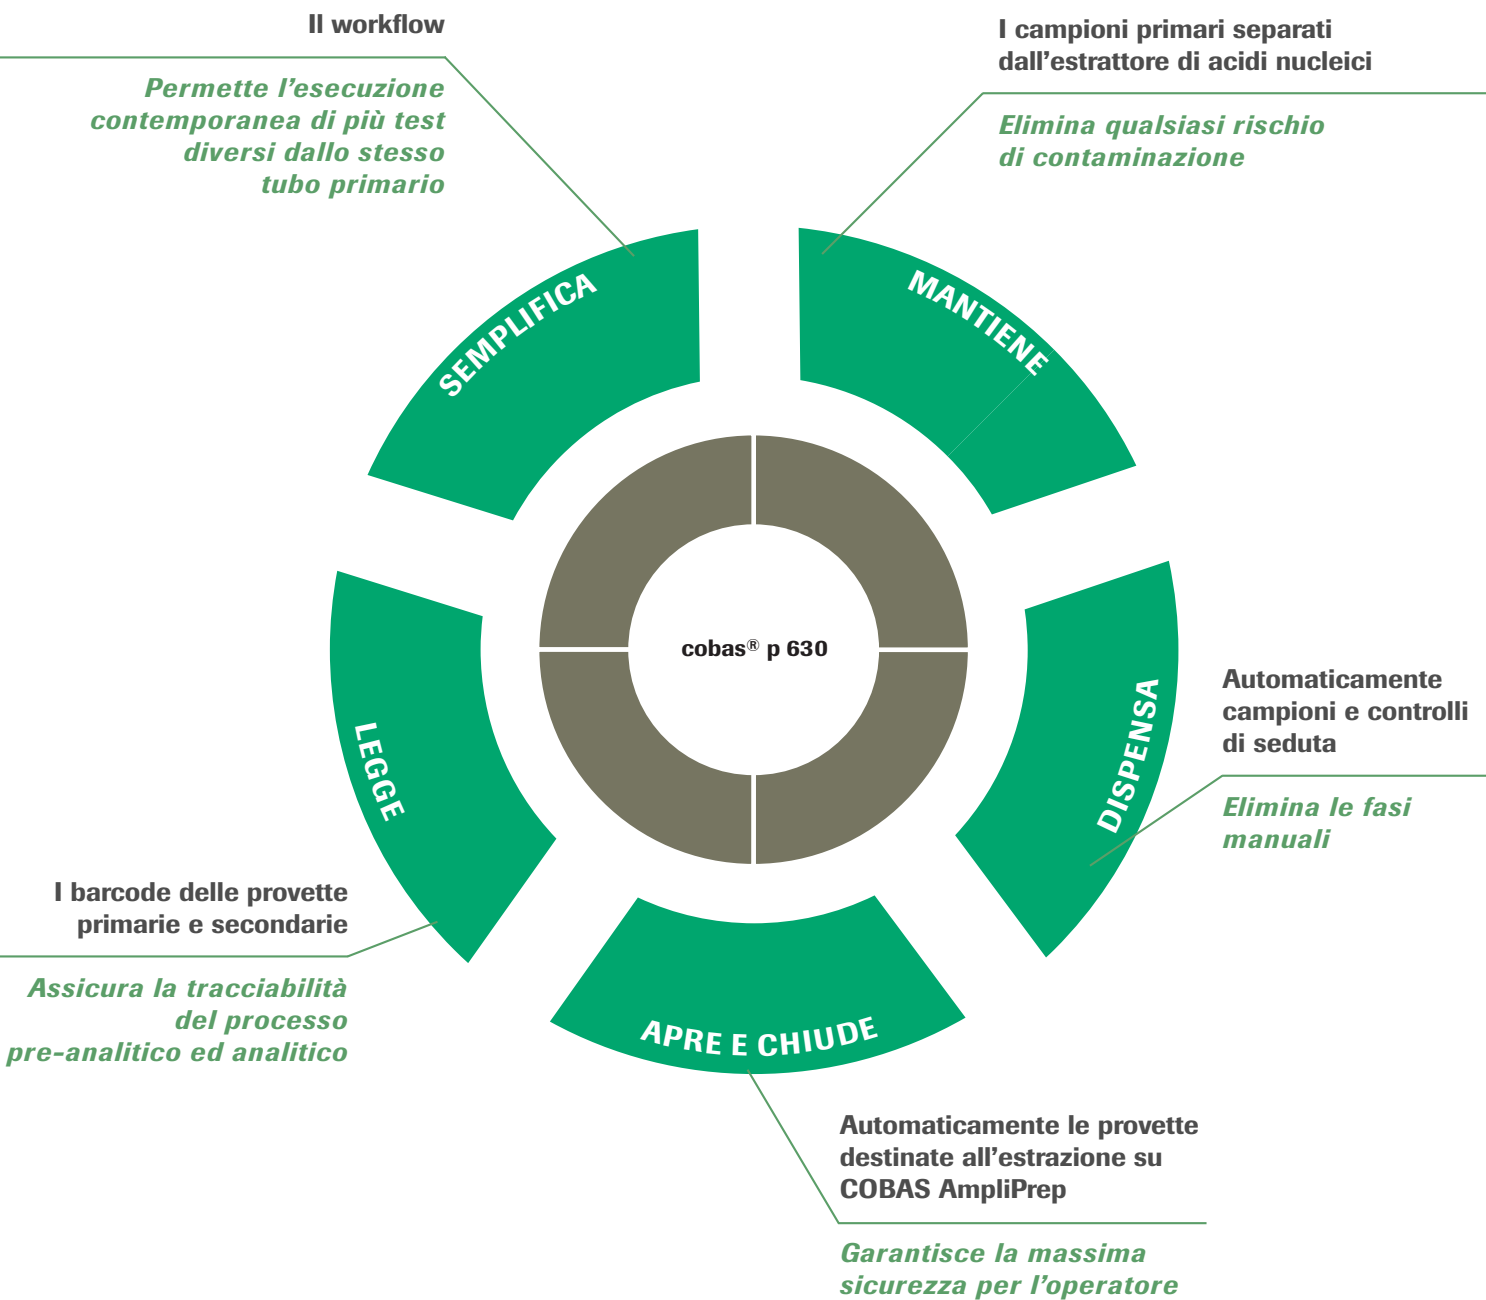 Il workflow
Permette l'esecuzione
contemporanea di più test
diversi dallo stesso
tubo primario
I campioni primari separati
dall'estrattore di acidi nucleici
Elimina qualsiasi rischio
di contaminazione
SEMPLIFICA
MANTIENE
cobas® p 630
LEGGE
DISPENSA
Automaticamente
campioni e controlli
di seduta
Elimina le fasi
manuali
I barcode delle provette
primarie e secondarie
Assicura la tracciabilità
del processo
pre-analitico ed analitico
APRE E CHIUDE
Automaticamente le provette
destinate all'estrazione su
COBAS AmpliPrep
Garantisce la massima
sicurezza per l'operatore